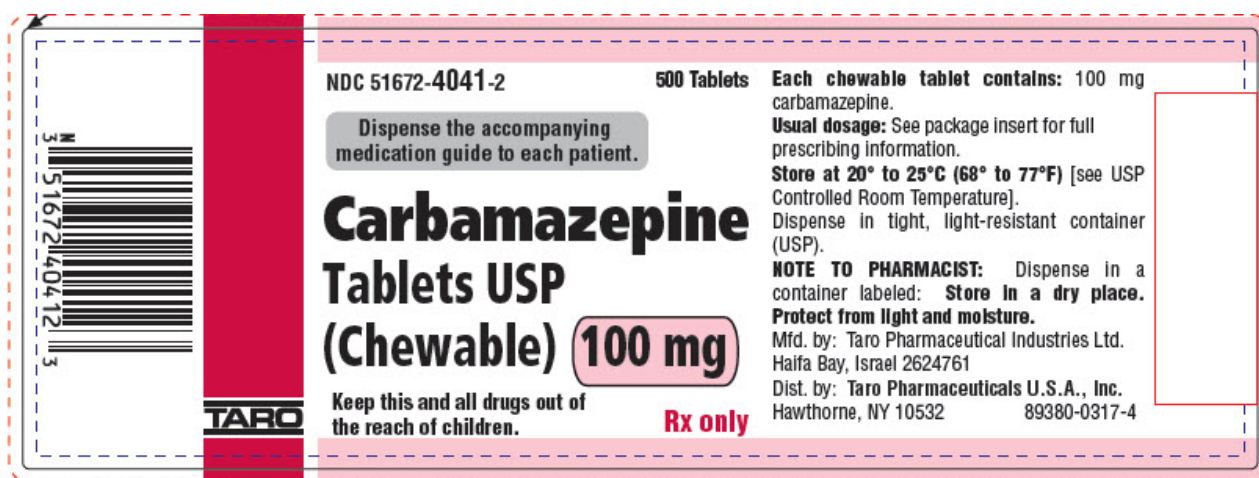 N
3 51672 40412 3
TARO
NDC 51672-4041-2 500 Tablets
Dispense the accompanying
medication guide to each patient.
Carbamazepine
Tablets USP
(Chewable) 100 mg
Keep this and all drugs out of
the reach of children.
Rx only
Each chewable tablet contains: 100 mg
carbamazepine.
Usual dosage: See package insert for full
prescribing information.
Store at 20° to 25°C (68° to 77°F) [see USP
Controlled Room Temperature].
Dispense in tight, light-resistant container
(USP).
NOTE TO PHARMACIST: Dispense in a
container labeled: Store in a dry place.
Protect from light and moisture.
Mfd. by: Taro Pharmaceutical Industries Ltd.
Haifa Bay, Israel 2624761
Dist. by: Taro Pharmaceuticals U.S.A., Inc.
Hawthorne, NY 10532 89380-0317-4